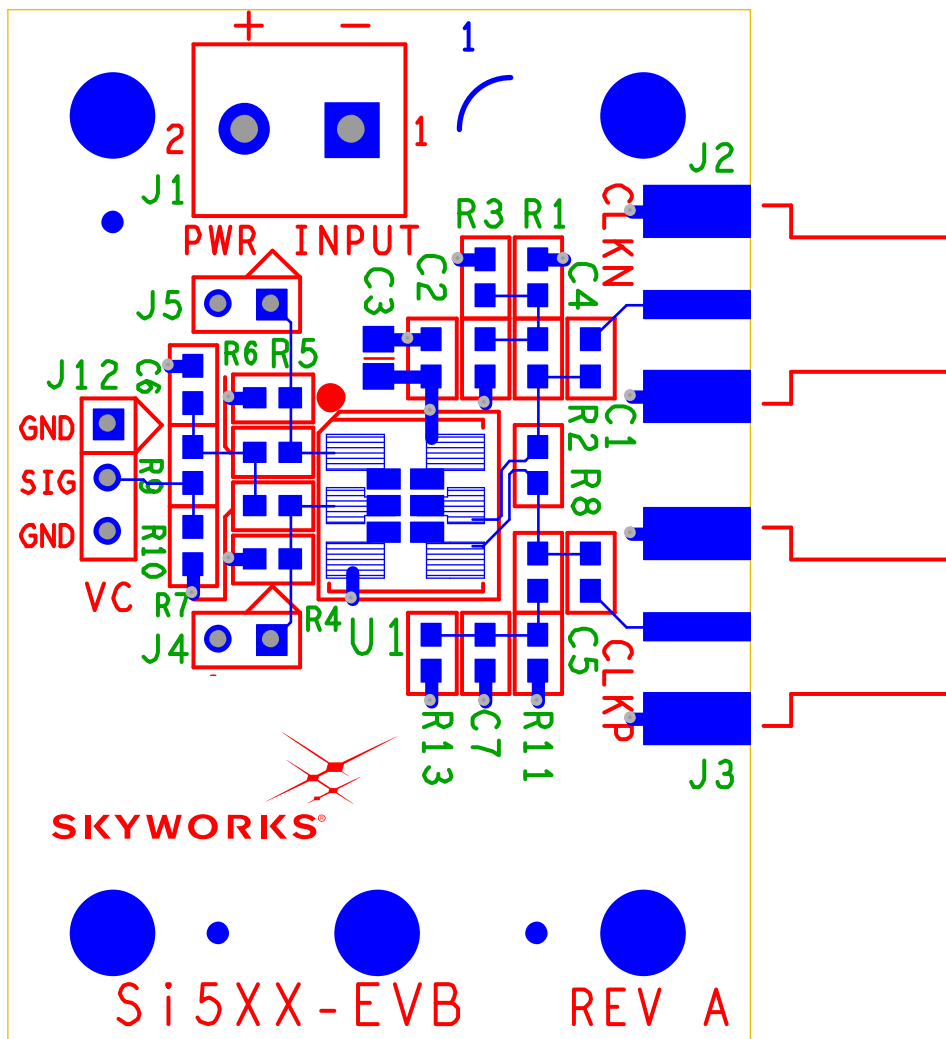 + -
1
2 1
J1
J2
PWR INPUT
R3 R1
CLKN
C3 C2 C4
J5
R6 R5
J12
C6
GND
R2 C1
SIG
R9 R8
GND
R10
VC
R7
R4
J4
U1
C5 CLKP
R13 C7 R11
J3
SKYWORKS®
Si5XX-EVB REV A